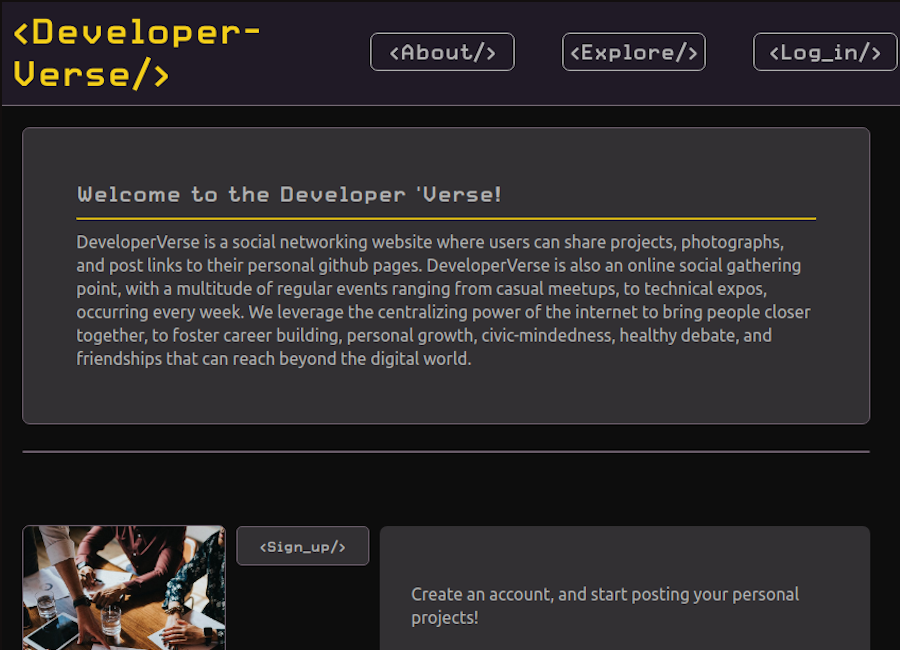 <Developer-
Verse/>
<About/>
<Explore/>
<Log_in/>
Welcome to the Developer 'Verse!
DeveloperVerse is a social networking website where users can share projects, photographs,
and post links to their personal github pages. DeveloperVerse is also an online social gathering
point, with a multitude of regular events ranging from casual meetups, to technical expos,
occurring every week. We leverage the centralizing power of the internet to bring people closer
together, to foster career building, personal growth, civic-mindedness, healthy debate, and
friendships that can reach beyond the digital world.
<Sign_up/>
Create an account, and start posting your personal
projects!